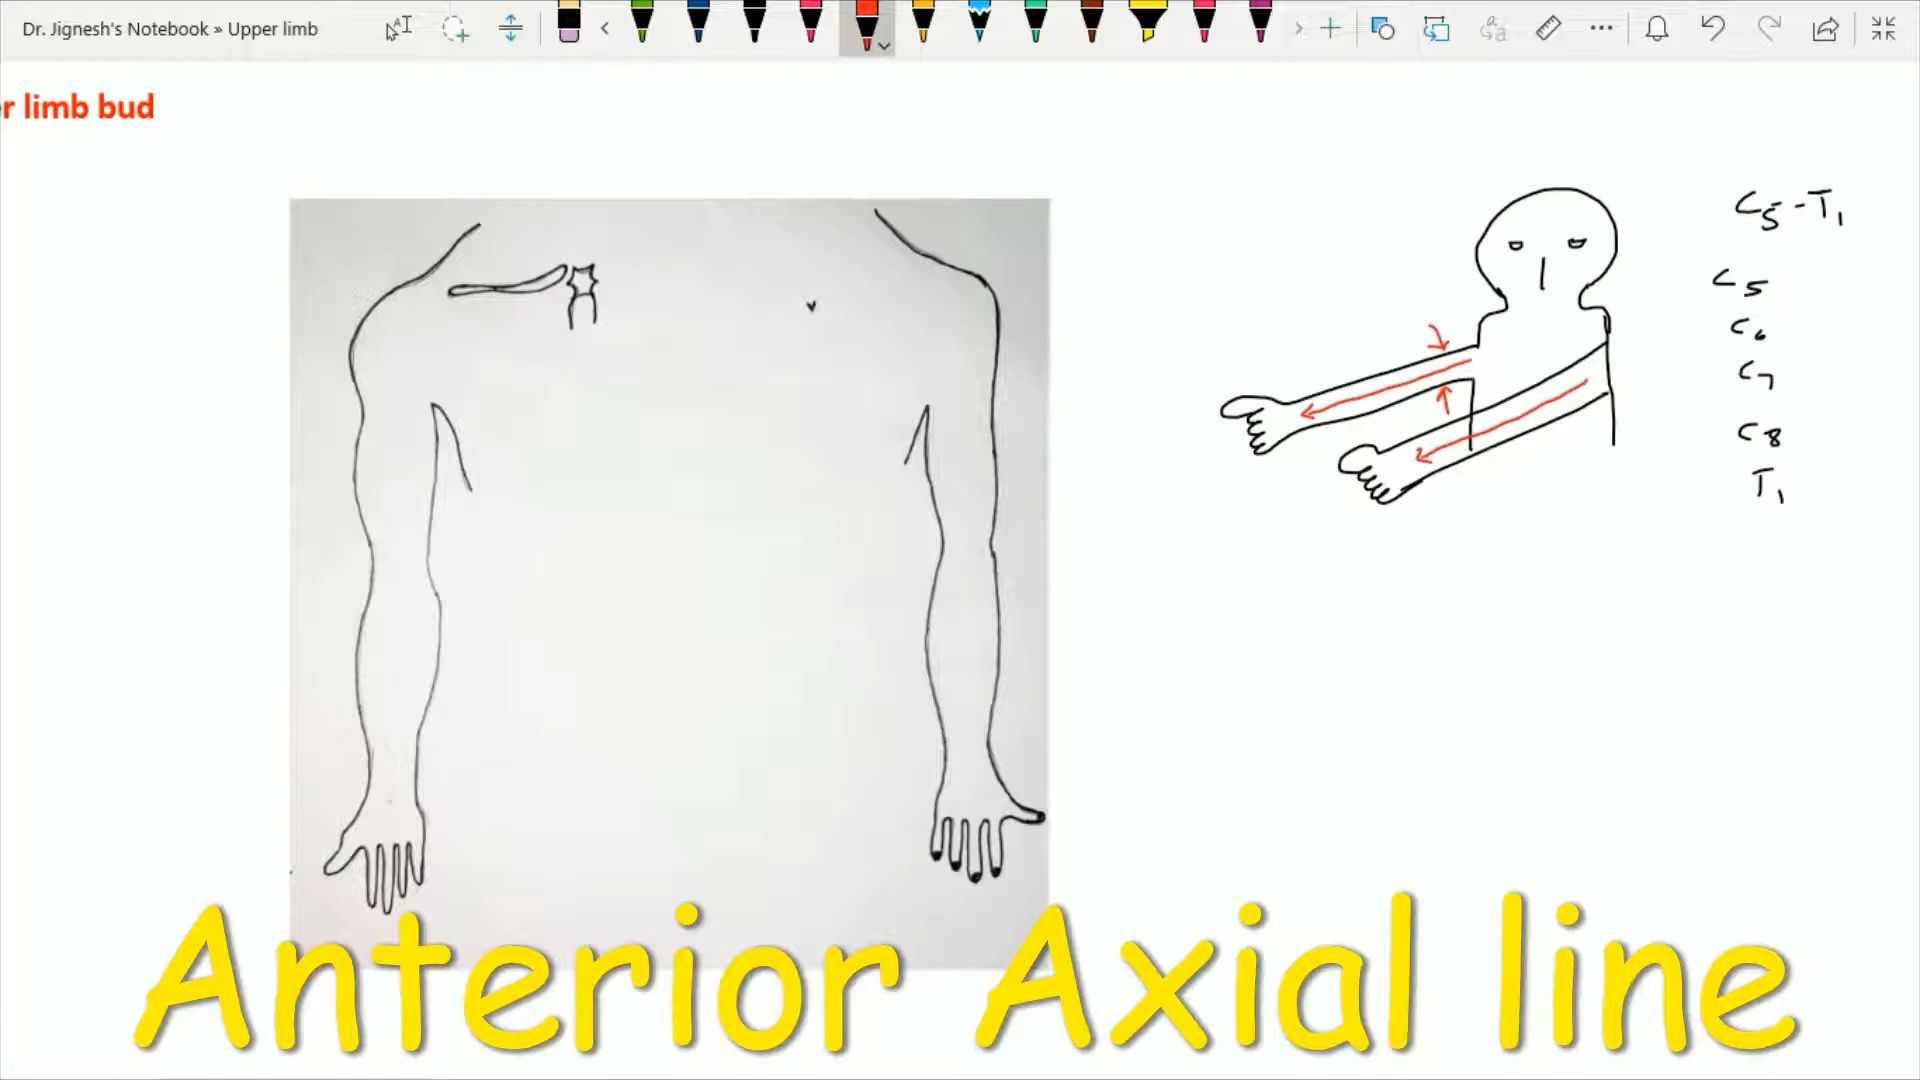 Dr. Jignesh's Notebook » Upper limb
r limb bud
C5 - T1
C5
C6
C7
C8
T1
Anterior Axial line